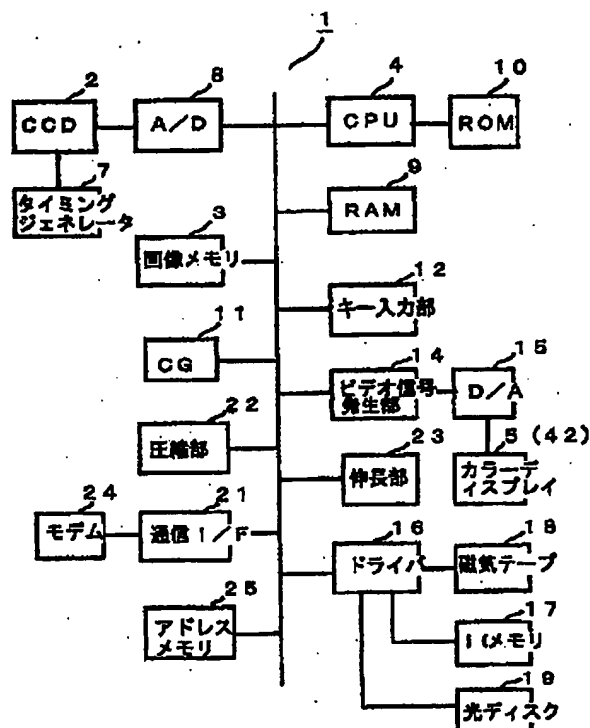 1
2
8
4
10
CCD
A/D
CPU
ROM
7
タイミング
ジェネレータ
9
RAM
3
画像メモリ
12
キー入力部
11
CG
14
ビデオ信号
発生部
15
D/A
22
圧縮部
23
伸長部
5(42)
カラーデ
ィスプレイ
24
モデム
21
通信I/F
16
ドライバ
18
磁気テープ
25
アドレス
メモリ
17
ICメモリ
19
光ディスク